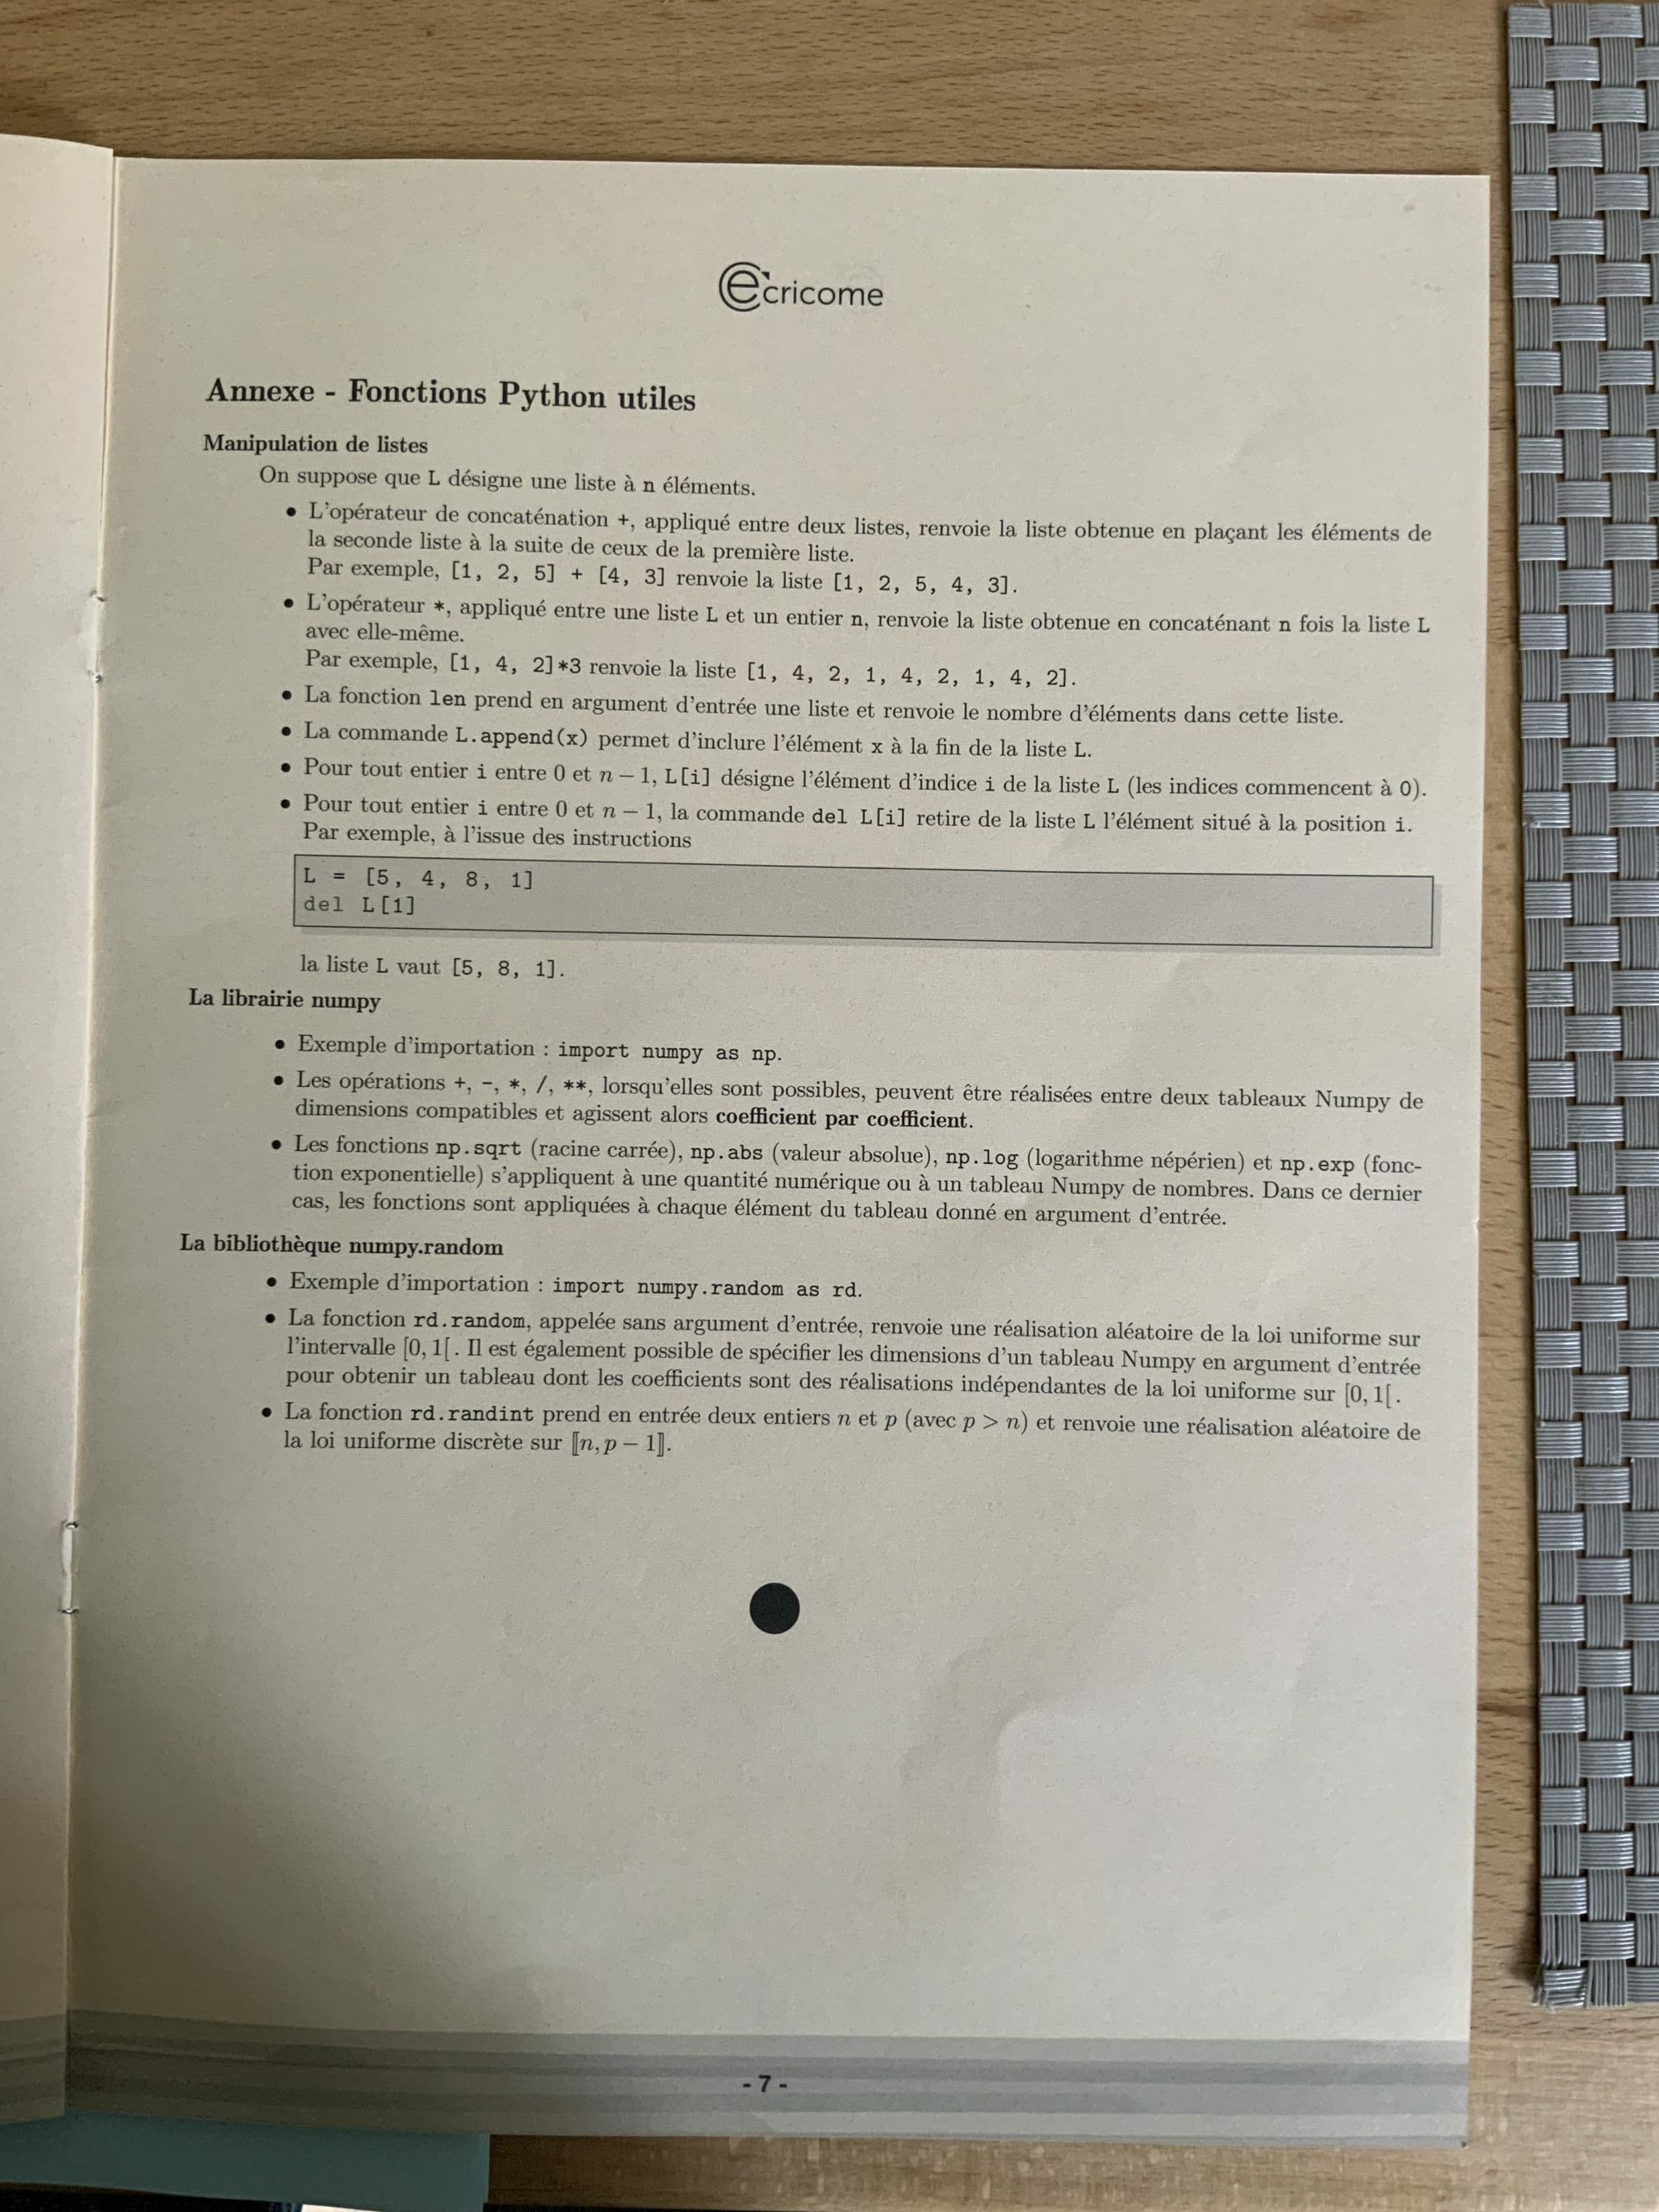 écricome
Annexe - Fonctions Python utiles
Manipulation de listes
On suppose que L désigne une liste à n éléments.
• L'opérateur de concaténation +, appliqué entre deux listes, renvoie la liste obtenue en plaçant les éléments de
la seconde liste à la suite de ceux de la première liste.
Par exemple, [1, 2, 5] + [4, 3] renvoie la liste [1, 2, 5, 4, 3].
• L'opérateur *, appliqué entre une liste L et un entier n, renvoie la liste obtenue en concaténant n fois la liste L
avec elle-même.
Par exemple, [1, 4, 2]*3 renvoie la liste [1, 4, 2, 1, 4, 2, 1, 4, 2].
• La fonction len prend en argument d'entrée une liste et renvoie le nombre d'éléments dans cette liste.
• La commande L.append(x) permet d'inclure l'élément x à la fin de la liste L.
• Pour tout entier i entre 0 et n − 1, L[i] désigne l'élément d'indice i de la liste L (les indices commencent à 0).
• Pour tout entier i entre 0 et n − 1, la commande del L[i] retire de la liste L l'élément situé à la position i.
Par exemple, à l'issue des instructions
L = [5, 4, 8, 1]
del L[1]
la liste L vaut [5, 8, 1].
La librairie numpy
• Exemple d'importation : import numpy as np.
• Les opérations +, -, *, /, **, lorsqu'elles sont possibles, peuvent être réalisées entre deux tableaux Numpy de
dimensions compatibles et agissent alors coefficient par coefficient.
• Les fonctions np.sqrt (racine carrée), np.abs (valeur absolue), np.log (logarithme népérien) et np.exp (fonc-
tion exponentielle) s'appliquent à une quantité numérique ou à un tableau Numpy de nombres. Dans ce dernier
cas, les fonctions sont appliquées à chaque élément du tableau donné en argument d'entrée.
La bibliothèque numpy.random
• Exemple d'importation : import numpy.random as rd.
• La fonction rd.random, appelée sans argument d'entrée, renvoie une réalisation aléatoire de la loi uniforme sur
l'intervalle [0, 1[. Il est également possible de spécifier les dimensions d'un tableau Numpy en argument d'entrée
pour obtenir un tableau dont les coefficients sont des réalisations indépendantes de la loi uniforme sur [0, 1[.
• La fonction rd.randint prend en entrée deux entiers n et p (avec p > n) et renvoie une réalisation aléatoire de
la loi uniforme discrète sur ⟦n, p − 1⟧.
- 7 -